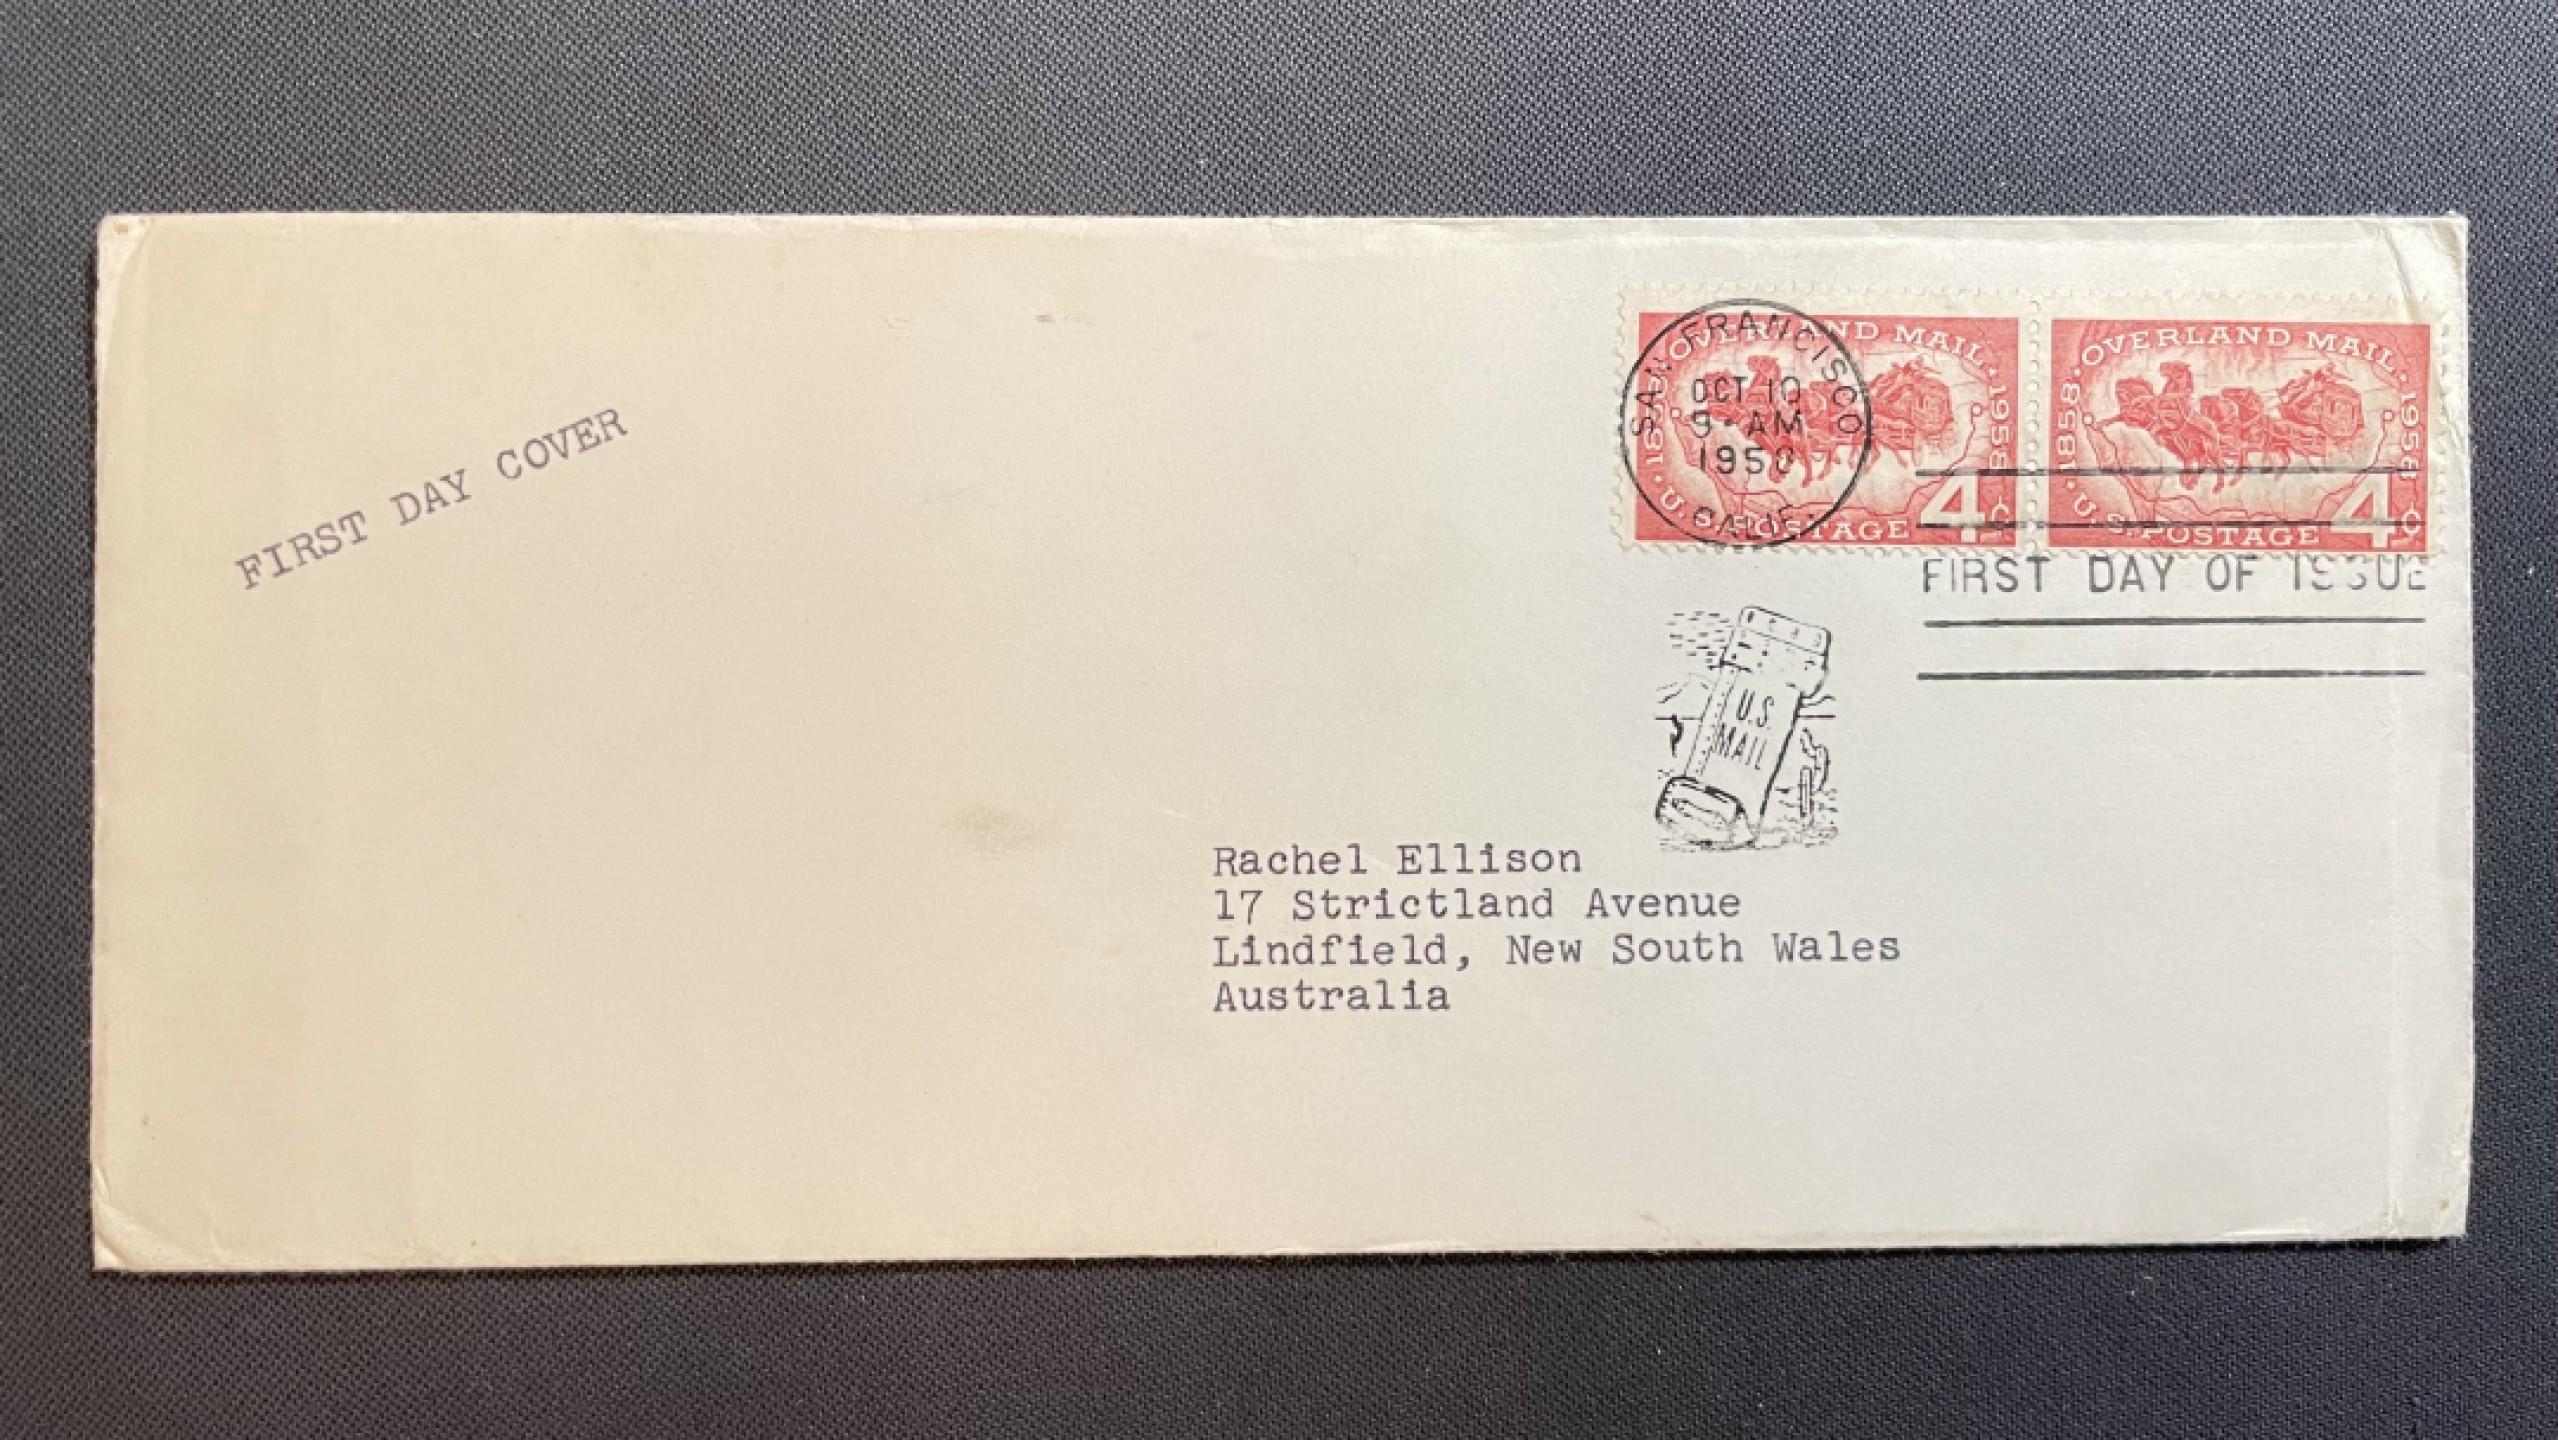 FIRST DAY COVER
SAN FRANCISCO
OCT 10
9 - AM
1958
CALIF.
OVERLAND MAIL
1858 · 1958
U.S. POSTAGE 4¢
OVERLAND MAIL
1858 · 1958
U.S. POSTAGE 4¢
FIRST DAY OF ISSUE
U.S.
MAIL
Rachel Ellison
17 Strictland Avenue
Lindfield, New South Wales
Australia